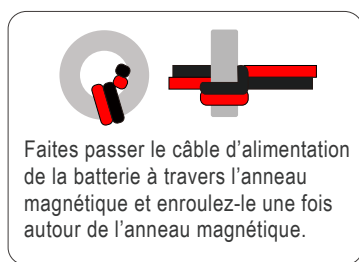 Faites passer le câble d’alimentation
de la batterie à travers l’anneau
magnétique et enroulez-le une fois
autour de l’anneau magnétique.